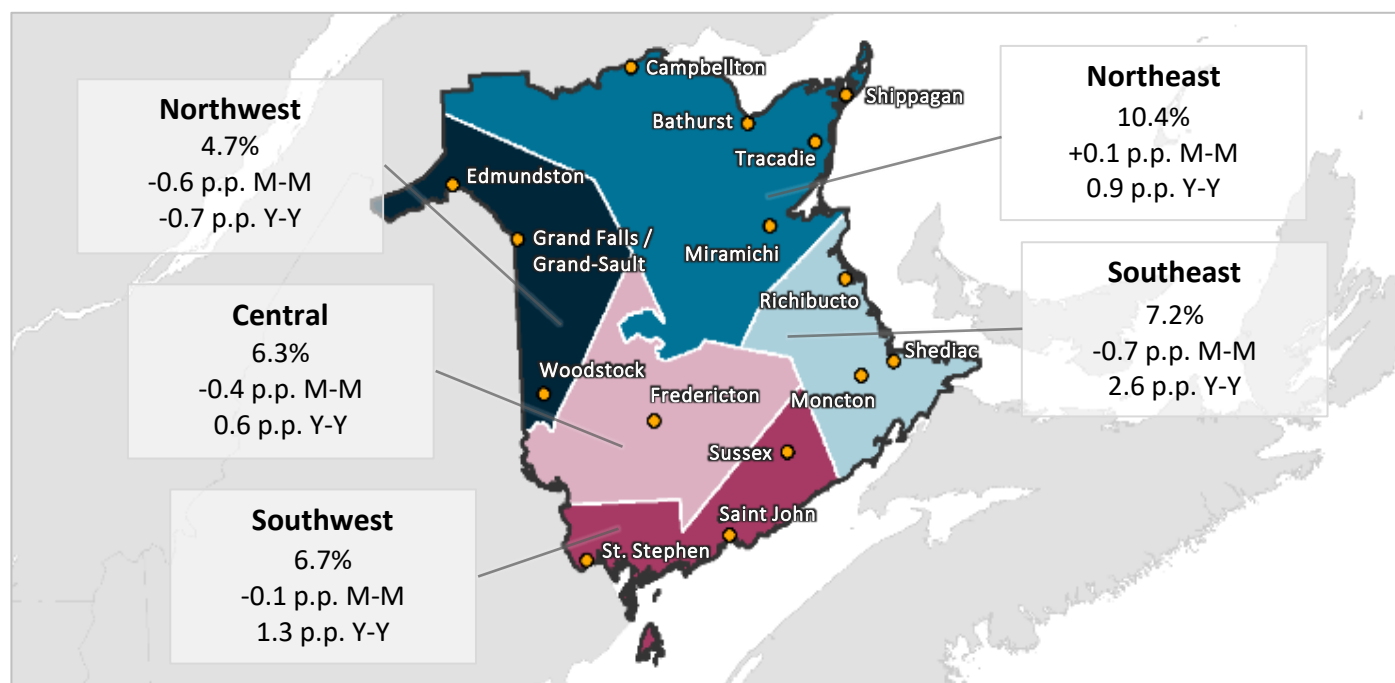 Northwest
4.7%
-0.6 p.p. M-M
-0.7 p.p. Y-Y
Central
6.3%
-0.4 p.p. M-M
0.6 p.p. Y-Y
Southwest
6.7%
-0.1 p.p. M-M
1.3 p.p. Y-Y
Northeast
10.4%
+0.1 p.p. M-M
0.9 p.p. Y-Y
Southeast
7.2%
-0.7 p.p. M-M
2.6 p.p. Y-Y
Campbellton
Shippagan
Bathurst
Tracadie
Edmundston
Grand Falls /
Grand-Sault
Miramichi
Richibucto
Shediac
Woodstock
Fredericton
Moncton
Sussex
Saint John
St. Stephen